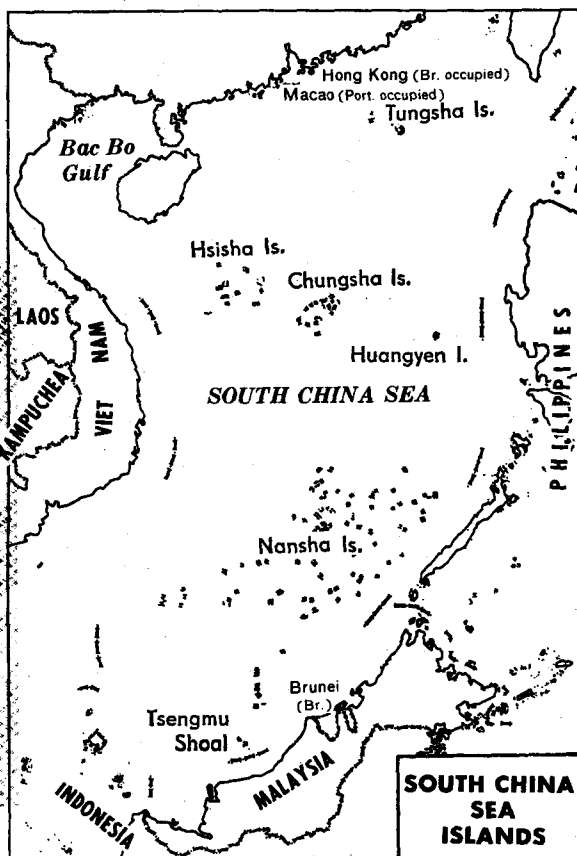 Hong Kong (Br. occupied)
Macao (Port. occupied)
Tungsha Is.
Bac Bo
Gulf
Hsisha Is.
Chungsha Is.
LAOS
VIET NAM
KAMPUCHEA
Huangyen I.
SOUTH CHINA SEA
PHILIPPINES
Nansha Is.
Brunei
(Br.)
Tsengmu
Shoal
MALAYSIA
INDONESIA
SOUTH CHINA
SEA
ISLANDS